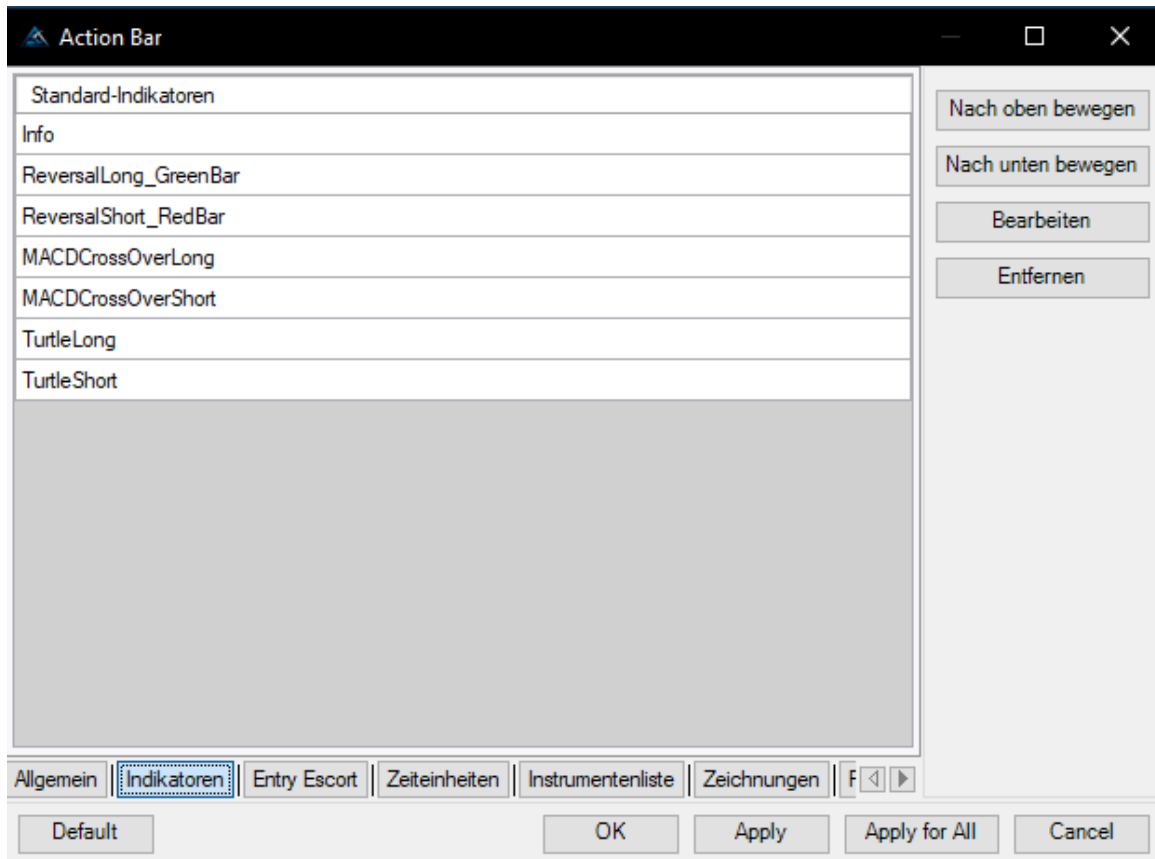 Action Bar
Standard-Indikatoren
Info
ReversalLong_GreenBar
ReversalShort_RedBar
MACDCrossOverLong
MACDCrossOverShort
TurtleLong
TurtleShort
Nach oben bewegen
Nach unten bewegen
Bearbeiten
Entfernen
Allgemein Indikatoren Entry Escort Zeiteinheiten Instrumentenliste Zeichnungen
Default OK Apply Apply for All Cancel